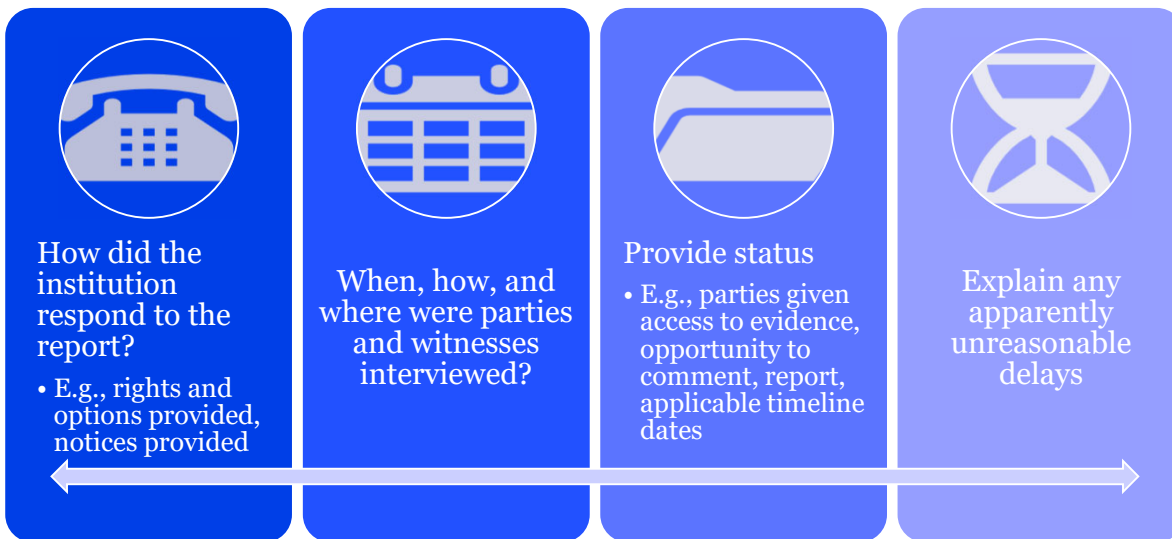 How did the
institution
respond to the
report?
• E.g., rights and
options provided,
notices provided
When, how, and
where were parties
and witnesses
interviewed?
Provide status
• E.g., parties given
access to evidence,
opportunity to
comment, report,
applicable timeline
dates
Explain any
apparently
unreasonable
delays